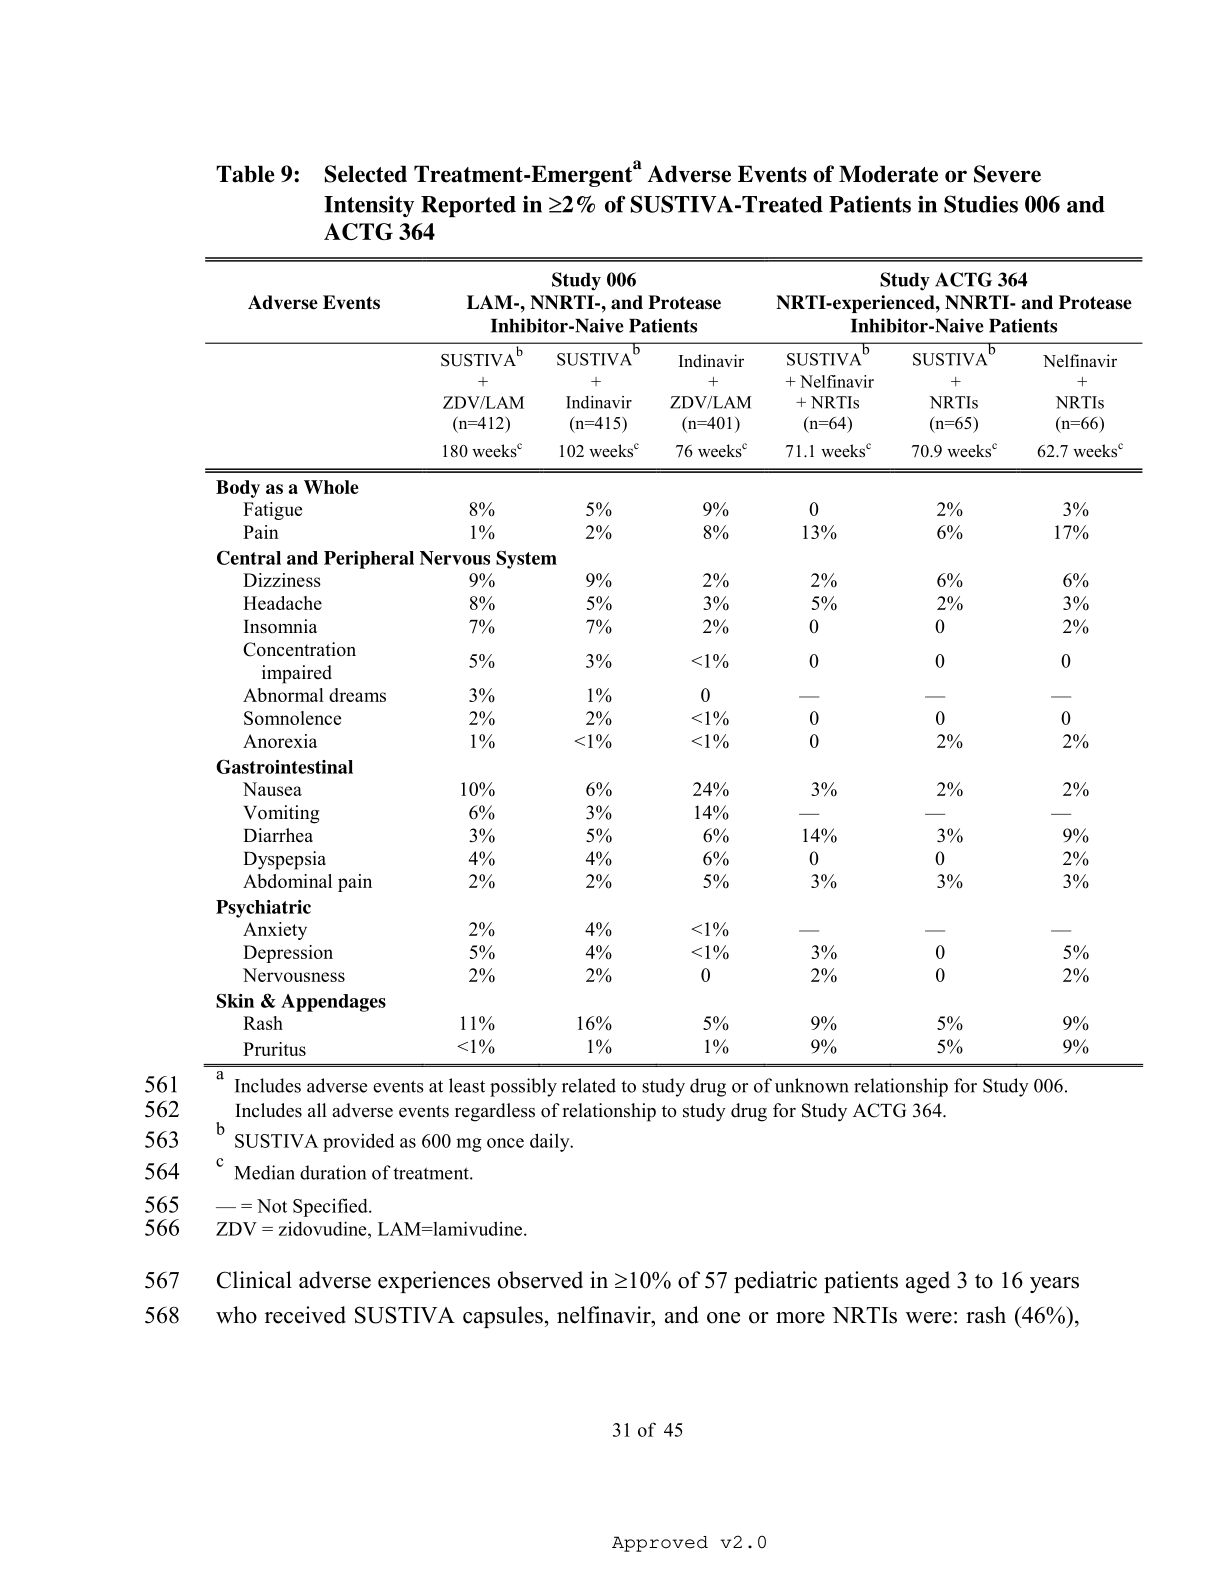 Table 9: Selected Treatment-Emergenta Adverse Events of Moderate or Severe
Intensity Reported in ≥2% of SUSTIVA-Treated Patients in Studies 006 and
ACTG 364
Adverse Events Study 006 Study ACTG 364
LAM-, NNRTI-, and Protease NRTI-experienced, NNRTI- and Protease
Inhibitor-Naive Patients Inhibitor-Naive Patients
SUSTIVAb SUSTIVAb Indinavir SUSTIVAb SUSTIVAb Nelfinavir
+ + + + Nelfinavir + +
ZDV/LAM Indinavir ZDV/LAM + NRTIs NRTIs NRTIs
(n=412) (n=415) (n=401) (n=64) (n=65) (n=66)
180 weeksc 102 weeksc 76 weeksc 71.1 weeksc 70.9 weeksc 62.7 weeksc
Body as a Whole
Fatigue 8% 5% 9% 0 2% 3%
Pain 1% 2% 8% 13% 6% 17%
Central and Peripheral Nervous System
Dizziness 9% 9% 2% 2% 6% 6%
Headache 8% 5% 3% 5% 2% 3%
Insomnia 7% 7% 2% 0 0 2%
Concentration
impaired 5% 3% <1% 0 0 0
Abnormal dreams 3% 1% 0 — — —
Somnolence 2% 2% <1% 0 0 0
Anorexia 1% <1% <1% 0 2% 2%
Gastrointestinal
Nausea 10% 6% 24% 3% 2% 2%
Vomiting 6% 3% 14% — — —
Diarrhea 3% 5% 6% 14% 3% 9%
Dyspepsia 4% 4% 6% 0 0 2%
Abdominal pain 2% 2% 5% 3% 3% 3%
Psychiatric
Anxiety 2% 4% <1% — — —
Depression 5% 4% <1% 3% 0 5%
Nervousness 2% 2% 0 2% 0 2%
Skin & Appendages
Rash 11% 16% 5% 9% 5% 9%
Pruritus <1% 1% 1% 9% 5% 9%
561 a Includes adverse events at least possibly related to study drug or of unknown relationship for Study 006.
562 Includes all adverse events regardless of relationship to study drug for Study ACTG 364.
563 b SUSTIVA provided as 600 mg once daily.
564 c Median duration of treatment.
565 — = Not Specified.
566 ZDV = zidovudine, LAM=lamivudine.
567 Clinical adverse experiences observed in ≥10% of 57 pediatric patients aged 3 to 16 years
568 who received SUSTIVA capsules, nelfinavir, and one or more NRTIs were: rash (46%),
31 of 45
Approved v2.0